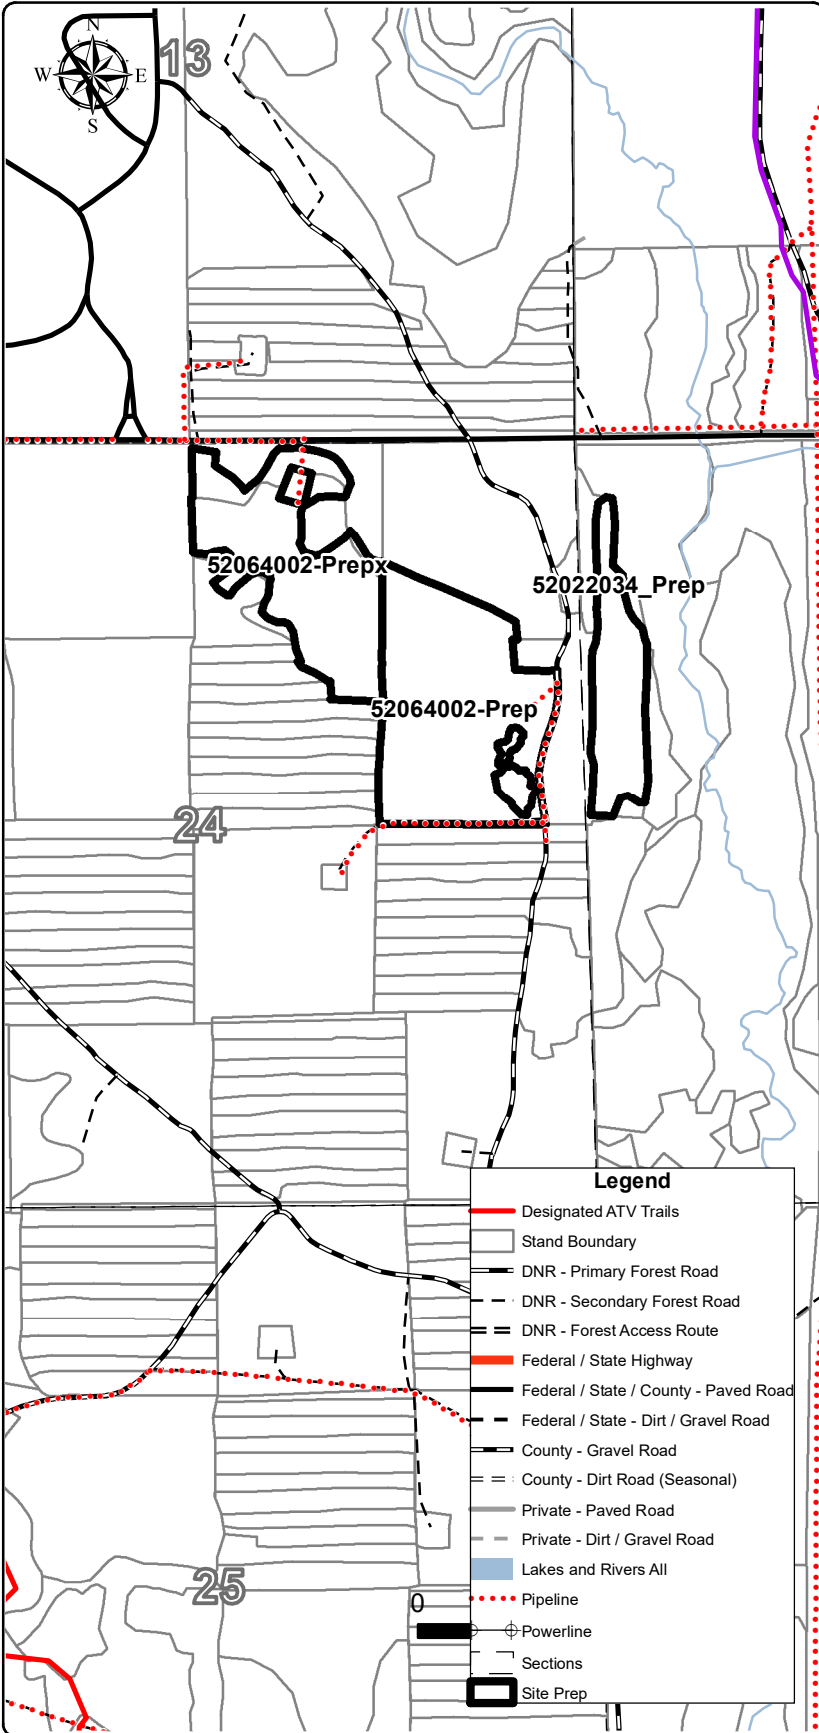 N
13
W E
S
52064002-Prepx
52022034_Prep
52064002-Prep
24
Legend
Designated ATV Trails
Stand Boundary
DNR - Primary Forest Road
DNR - Secondary Forest Road
DNR - Forest Access Route
Federal / State Highway
Federal / State / County - Paved Road
Federal / State - Dirt / Gravel Road
County - Gravel Road
County - Dirt Road (Seasonal)
Private - Paved Road
Private - Dirt / Gravel Road
Lakes and Rivers All
25
0
Pipeline
Powerline
Sections
Site Prep